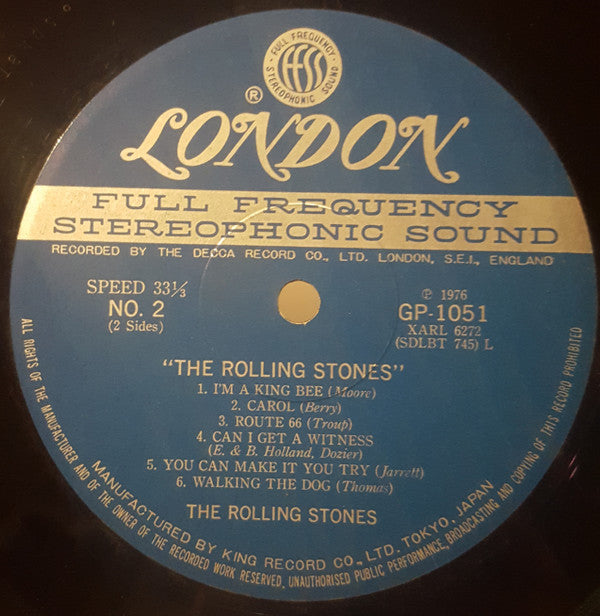 FULL FREQUENCY
ffss
STEREOPHONIC SOUND
®
LONDON
FULL FREQUENCY
STEREOPHONIC SOUND
RECORDED BY THE DECCA RECORD CO., LTD. LONDON, S.E.I., ENGLAND
SPEED 33⅓
NO. 2
(2 Sides)
℗ 1976
GP-1051
XARL 6272
(SDLBT 745) L
"THE ROLLING STONES"
1. I'M A KING BEE (Moore)
2. CAROL (Berry)
3. ROUTE 66 (Troup)
4. CAN I GET A WITNESS
(E. & B. Holland, Dozier)
5. YOU CAN MAKE IT YOU TRY (Jarrett)
6. WALKING THE DOG (Thomas)
THE ROLLING STONES
MANUFACTURED BY KING RECORD CO., LTD. TOKYO, JAPAN
ALL RIGHTS OF THE MANUFACTURER AND OF THE OWNER OF THE RECORDED WORK RESERVED. UNAUTHORISED PUBLIC PERFORMANCE, BROADCASTING AND COPYING OF THIS RECORD PROHIBITED